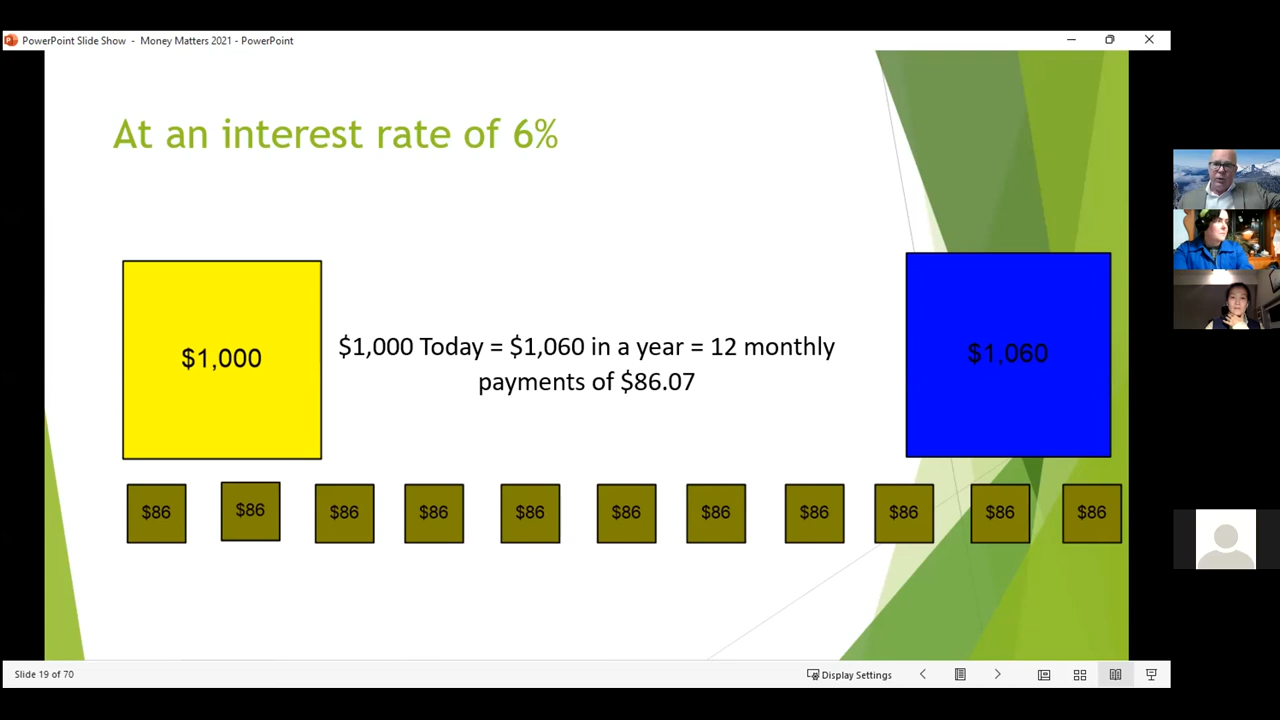 PowerPoint Slide Show - Money Matters 2021 - PowerPoint
At an interest rate of 6%
$1,000
$1,000 Today = $1,060 in a year = 12 monthly
payments of $86.07
$1,060
$86 $86 $86 $86 $86 $86 $86 $86 $86 $86 $86
Slide 19 of 70
Display Settings